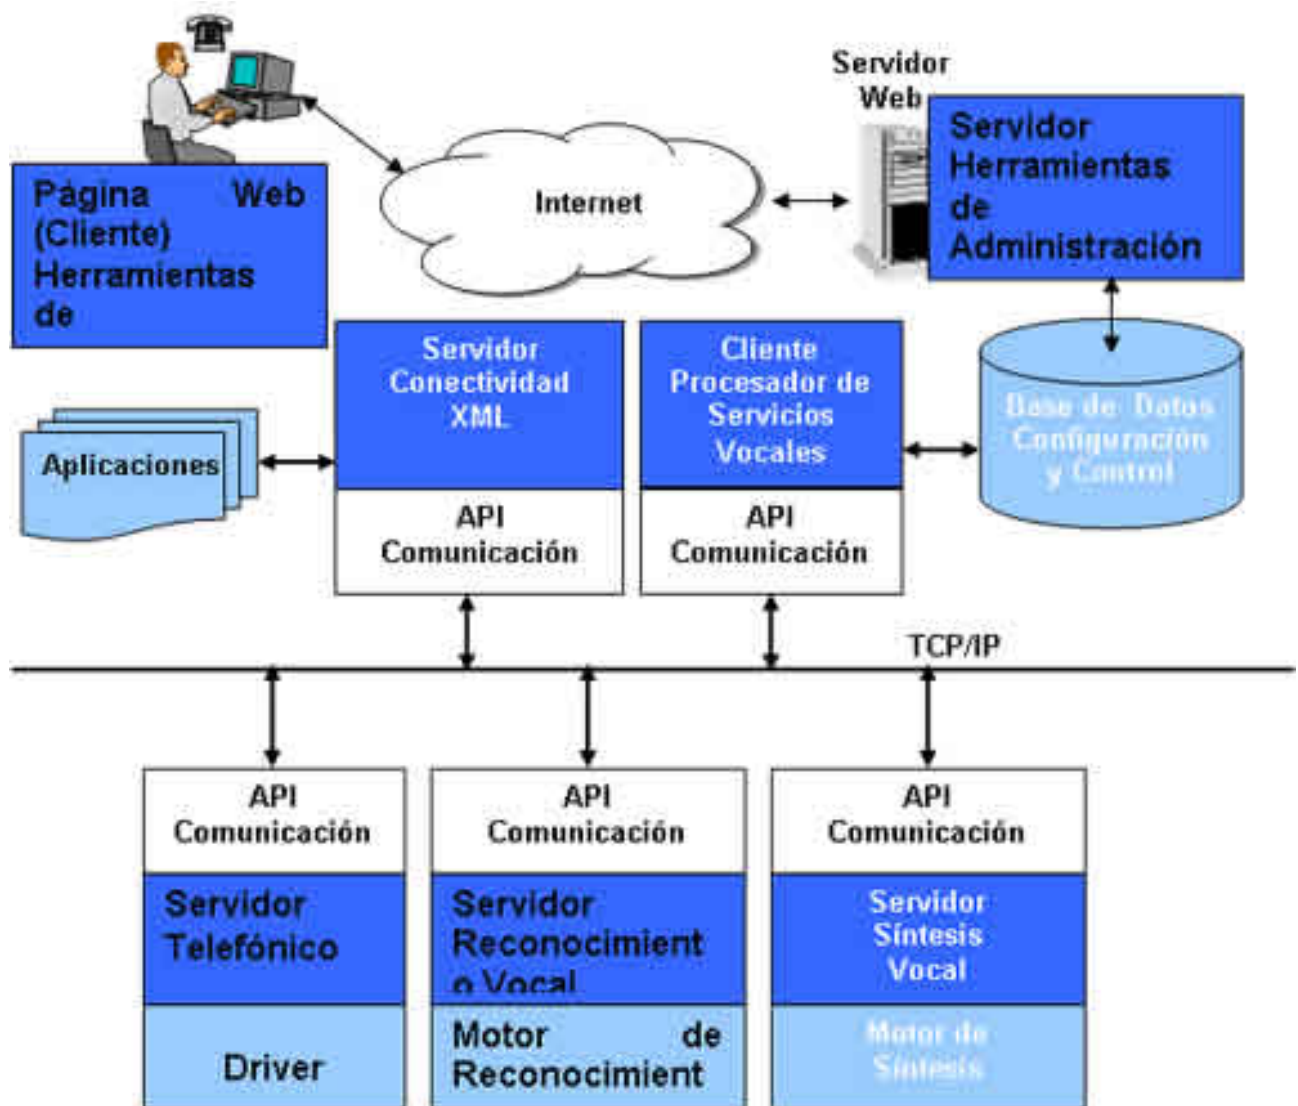 Servidor
Web
Servidor
Herramientas
de
Administración
Página Web
(Cliente)
Herramientas
de
Internet
Servidor
Conectividad
XML
Cliente
Procesador de
Servicios
Vocales
Base de Datos
Configuración
y Control
Aplicaciones
API
Comunicación
API
Comunicación
TCP/IP
API
Comunicación
API
Comunicación
API
Comunicación
Servidor
Telefónico
Servidor
Reconocimient
o Vocal
Servidor
Síntesis
Vocal
Driver
Motor de
Reconocimient
Motor de
Síntesis